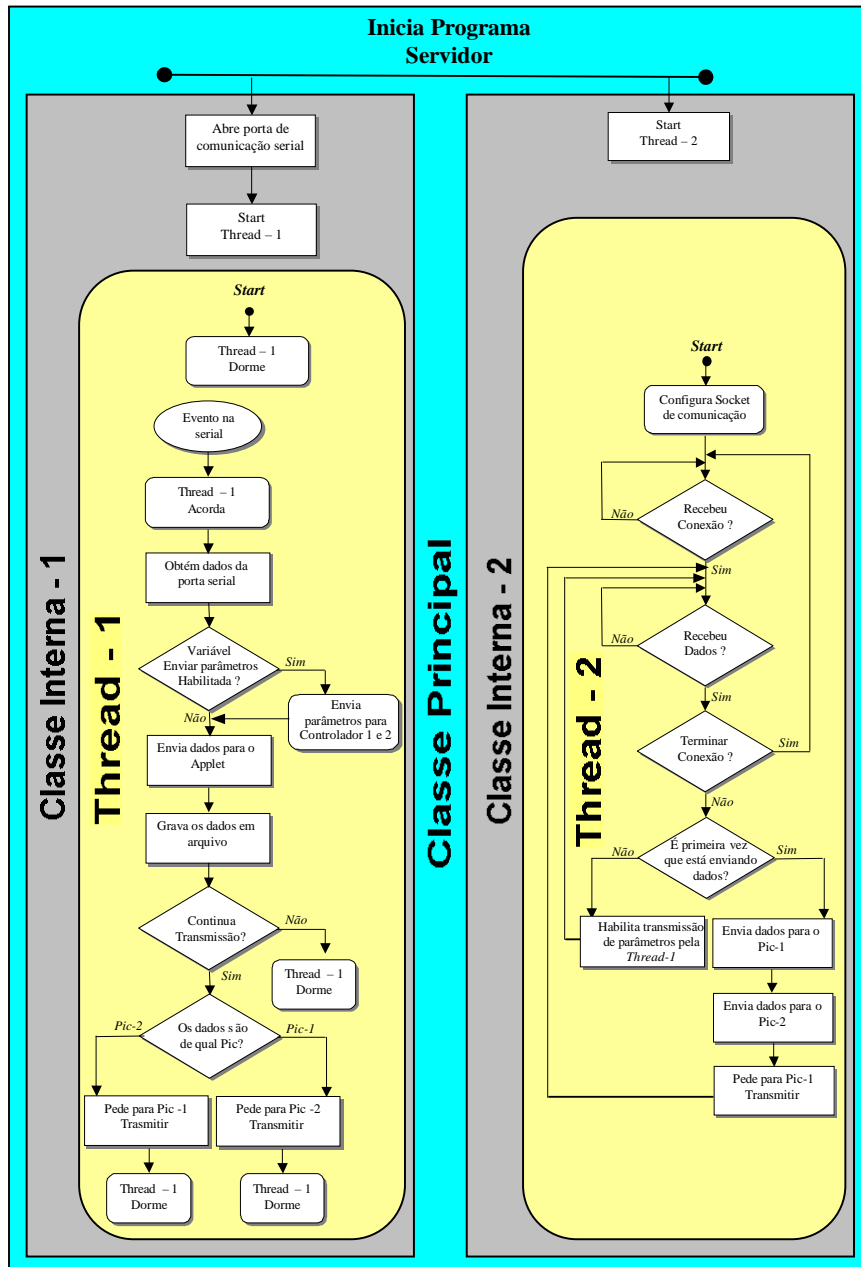 Inicia Programa
Servidor
Abre porta de
comunicação serial
Start
Thread – 1
Start
Thread – 1
Dorme
Evento na
serial
Thread – 1
Acorda
Obtém dados da
porta serial
Variável
Enviar parâmetros
Habilitada ?
Sim
Não
Envia
parâmetros para
Controlador 1 e 2
Envia dados para o
Applet
Grava os dados em
arquivo
Continua
Transmissão?
Não
Thread – 1
Dorme
Sim
Os dados s ão
de qual Pic?
Pic-2
Pic-1
Pede para Pic -1
Trasmitir
Pede para Pic -2
Transmitir
Thread – 1
Dorme
Thread – 1
Dorme
Classe Interna - 1
Thread - 1
Classe Principal
Start
Thread – 2
Start
Configura Socket
de comunicação
Recebeu
Conexão ?
Não
Sim
Recebeu
Dados ?
Não
Sim
Terminar
Conexão ?
Sim
Não
É primeira vez
que está enviando
dados?
Não
Sim
Habilita transmissão
de parâmetros pela
Thread-1
Envia dados para o
Pic-1
Envia dados para o
Pic-2
Pede para Pic-1
Transmitir
Classe Interna - 2
Thread - 2